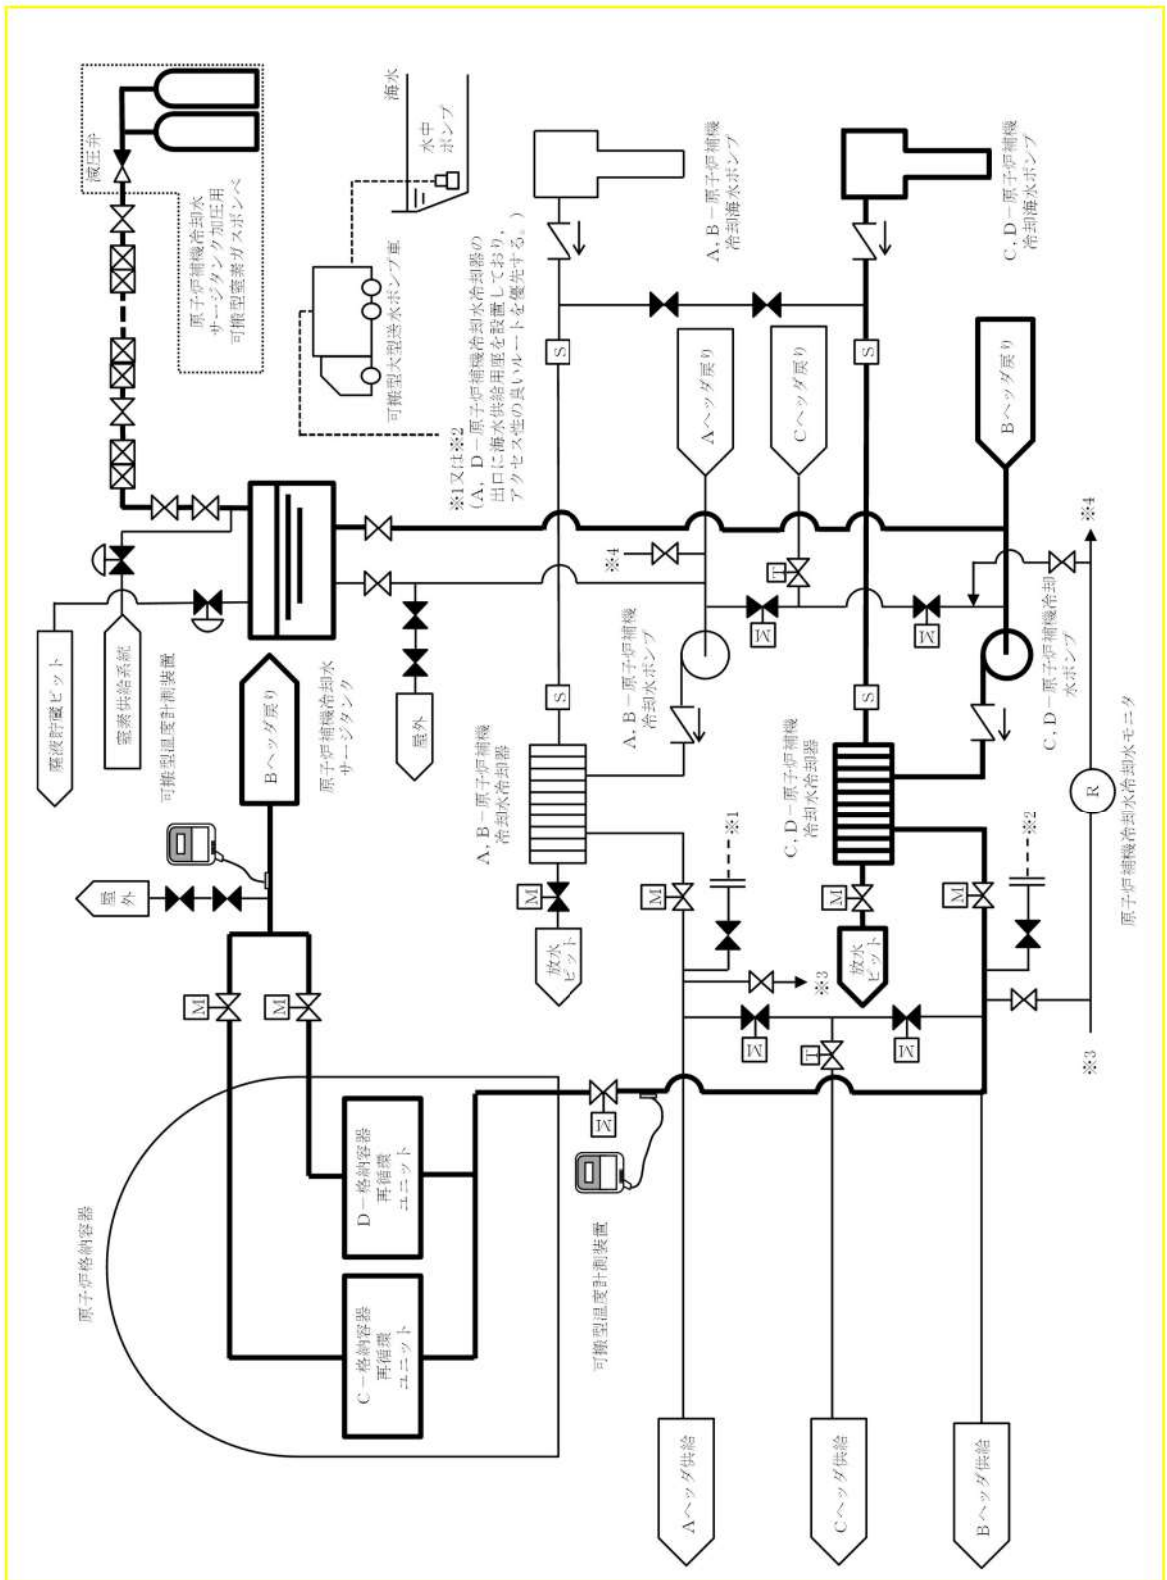 原子炉格納容器
C－格納容器
再循環
ユニット
D－格納容器
再循環
ユニット
M
M
屋外
Bヘッダ戻り
可搬型温度計測装置
廃液貯蔵ピット
窒素供給系統
原子炉補機冷却水
サージタンク
屋外
減圧弁
原子炉補機冷却水
サージタンク加圧用
可搬型窒素ガスボンベ
海水
水中
ポンプ
可搬型大型送水ポンプ車
※1又は※2
(A，D－原子炉補機冷却水冷却器の
出口に海水供給用座を設置しており，
アクセス性の良いルートを優先する。)
可搬型温度計測装置
M
放水
ピット
M
A，B－原子炉補機
冷却水冷却器
S
A，B－原子炉補機
冷却水ポンプ
※4
S
A，B－原子炉補機
冷却海水ポンプ
M
※1
※3
Aヘッダ供給
Aヘッダ戻り
M
T
M
M
T
M
Cヘッダ供給
Cヘッダ戻り
放水
ピット
M
C，D－原子炉補機
冷却水冷却器
S
S
C，D－原子炉補機
冷却海水ポンプ
M
※2
C，D－原子炉補機冷却
水ポンプ
Bヘッダ供給
Bヘッダ戻り
※3
R
※4
原子炉補機冷却水冷却水モニタ